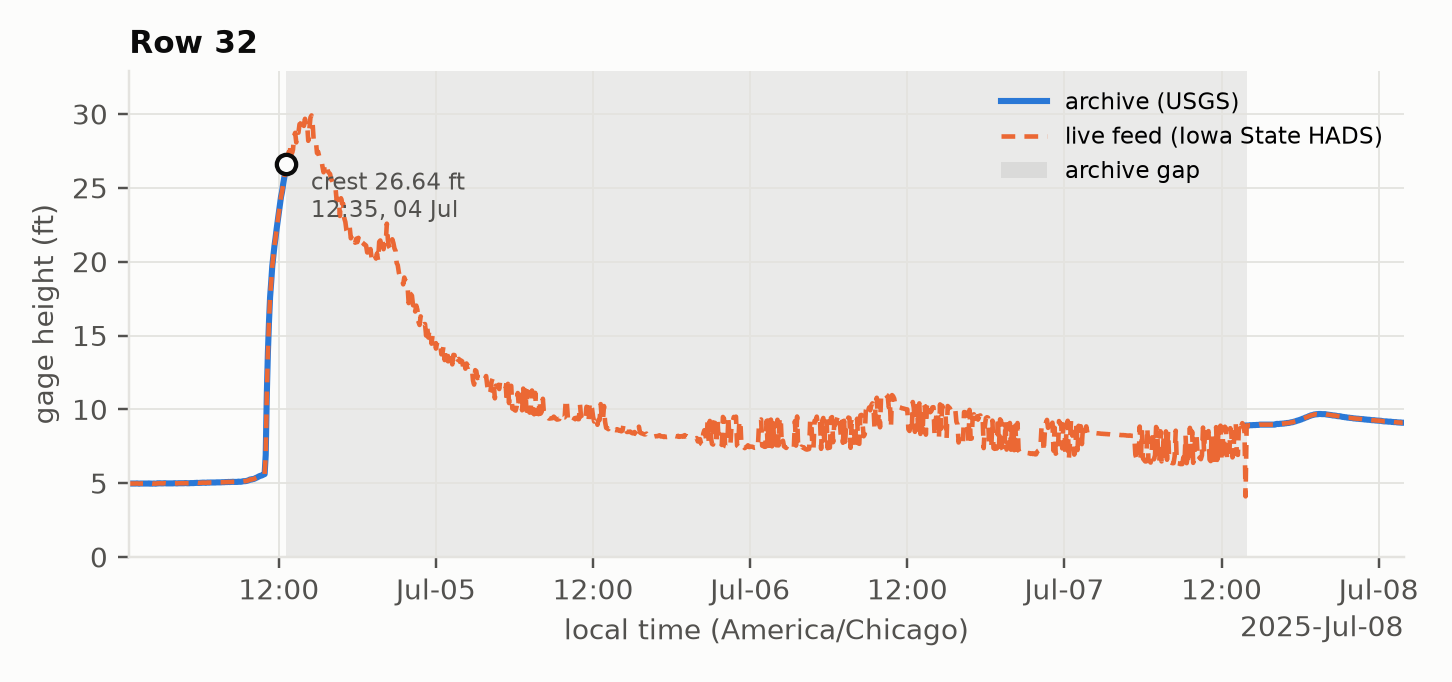 Row 32
archive (USGS)
live feed (Iowa State HADS)
archive gap
crest 26.64 ft
12:35, 04 Jul
gage height (ft)
30
25
20
15
10
5
0
12:00 Jul-05 12:00 Jul-06 12:00 Jul-07 12:00 Jul-08
local time (America/Chicago)
2025-Jul-08